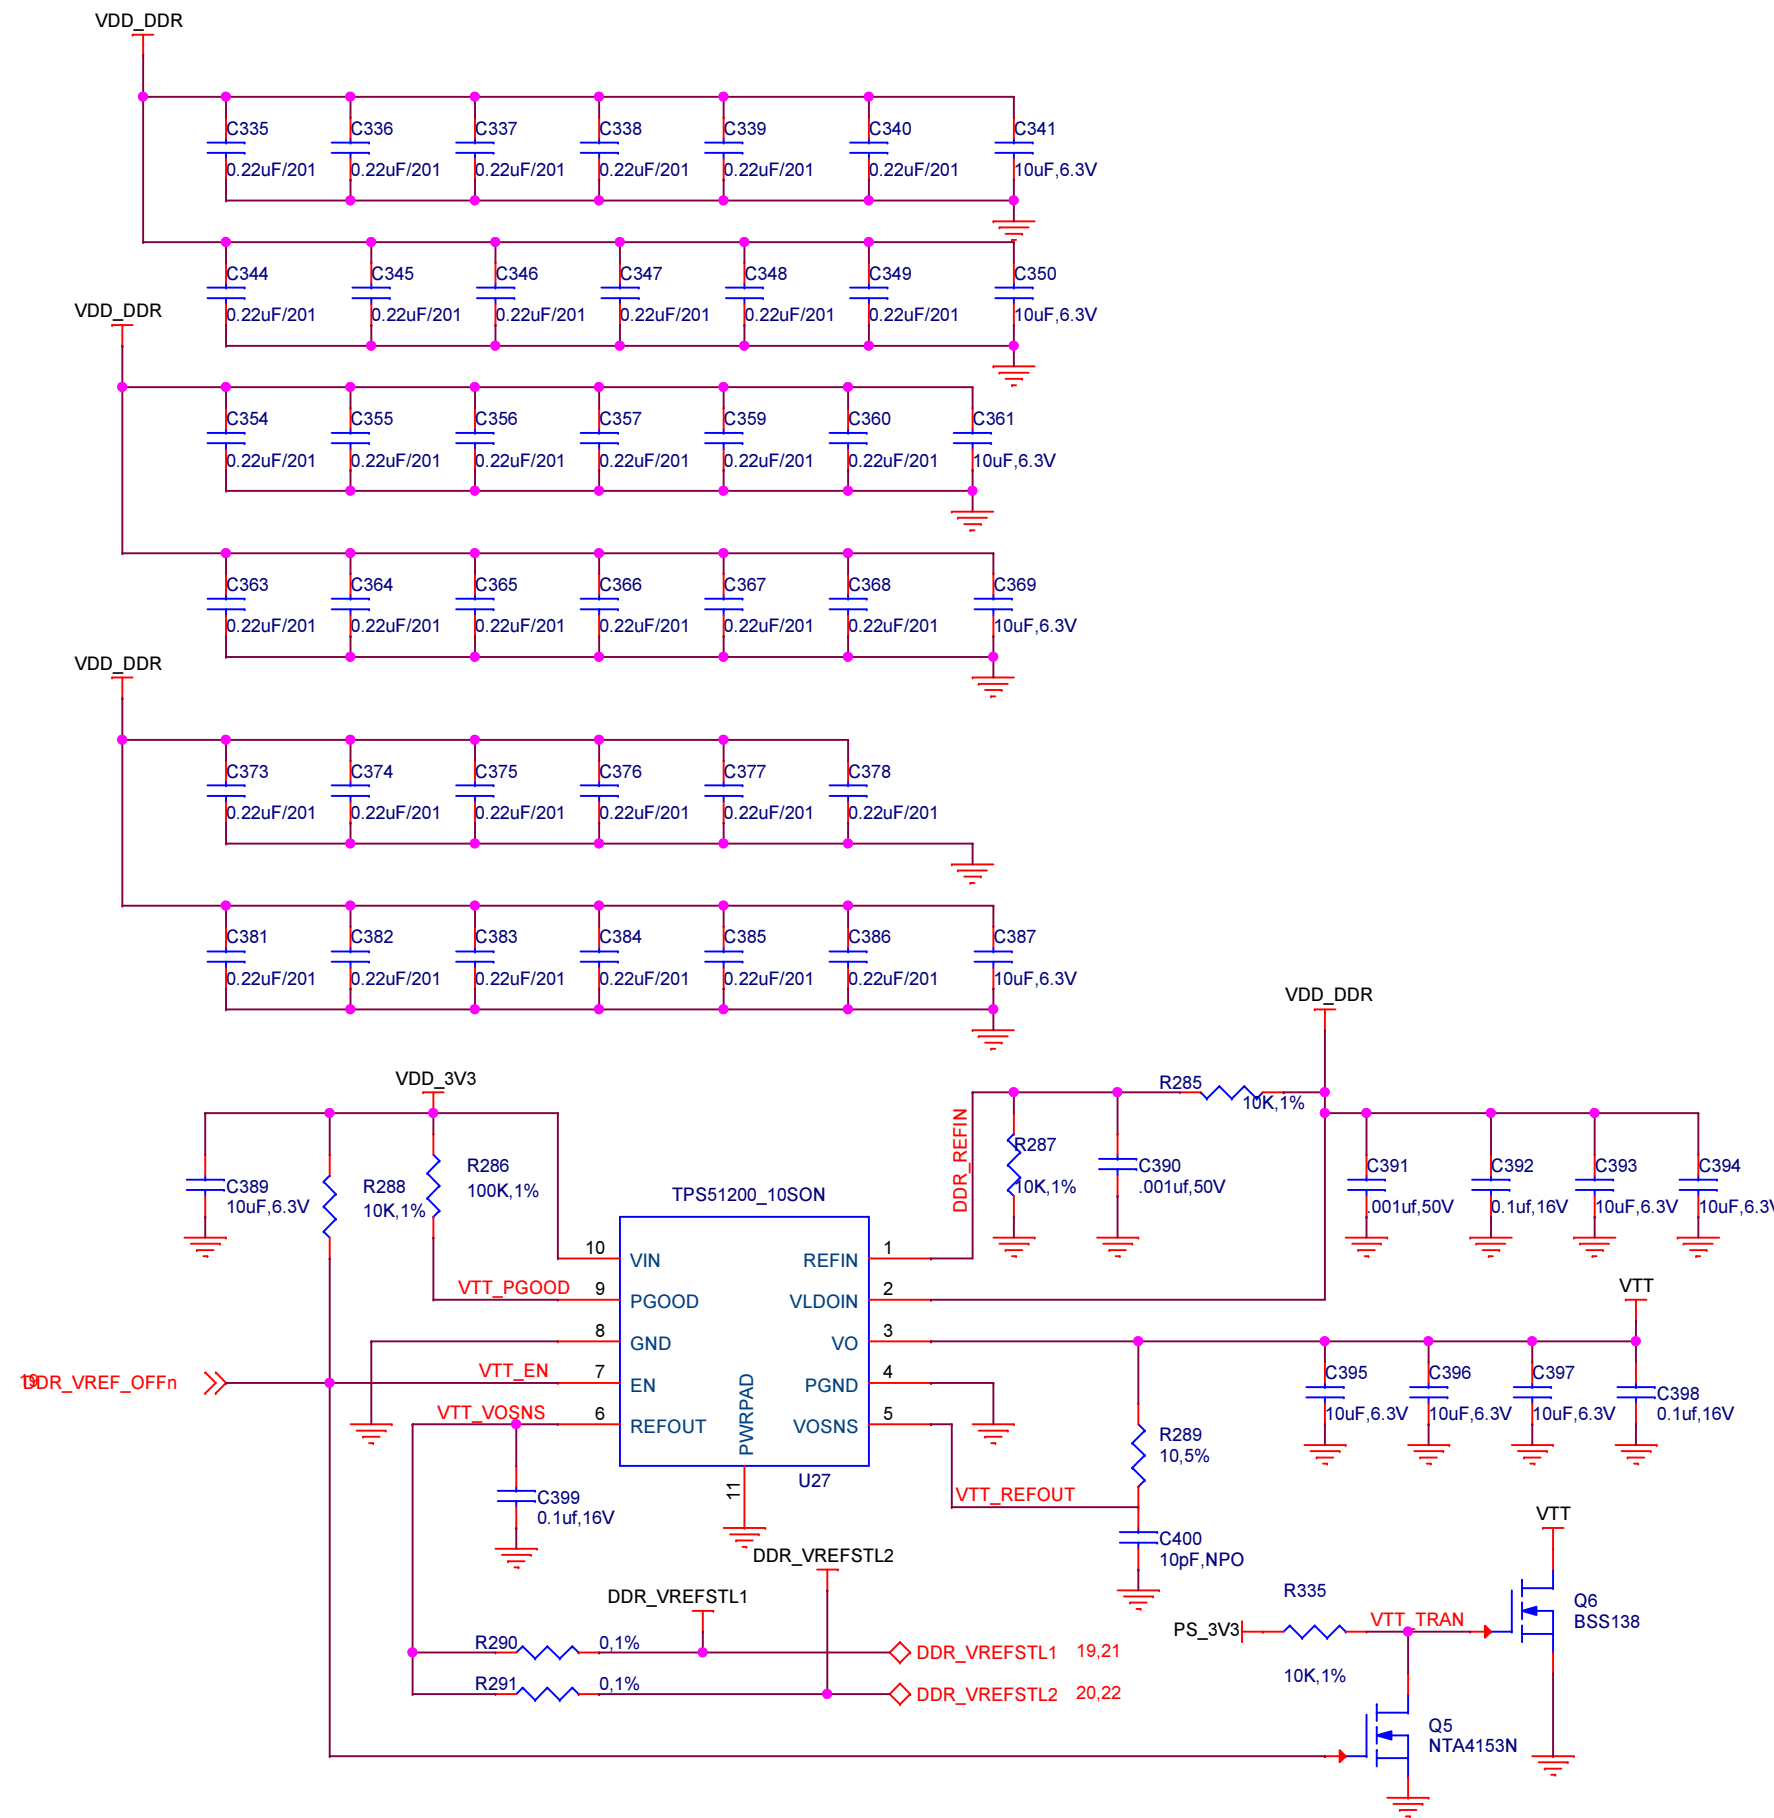 VDD_DDR
C335 C336 C337 C338 C339 C340 C341
0.22uF/201 0.22uF/201 0.22uF/201 0.22uF/201 0.22uF/201 0.22uF/201 10uF,6.3V
C344 C345 C346 C347 C348 C349 C350
VDD_DDR
0.22uF/201 0.22uF/201 0.22uF/201 0.22uF/201 0.22uF/201 0.22uF/201 10uF,6.3V
C354 C355 C356 C357 C359 C360 C361
0.22uF/201 0.22uF/201 0.22uF/201 0.22uF/201 0.22uF/201 0.22uF/201 10uF,6.3V
C363 C364 C365 C366 C367 C368 C369
0.22uF/201 0.22uF/201 0.22uF/201 0.22uF/201 0.22uF/201 0.22uF/201 10uF,6.3V
VDD_DDR
C373 C374 C375 C376 C377 C378
0.22uF/201 0.22uF/201 0.22uF/201 0.22uF/201 0.22uF/201 0.22uF/201
C381 C382 C383 C384 C385 C386 C387
0.22uF/201 0.22uF/201 0.22uF/201 0.22uF/201 0.22uF/201 0.22uF/201 10uF,6.3V
VDD_DDR
VDD_3V3
R285
10K,1%
DDR_REFIN
R287
10K,1%
C390
.001uf,50V
C391 C392 C393 C394
.001uf,50V 0.1uf,16V 10uF,6.3V 10uF,6.3V
C389
10uF,6.3V
R288
10K,1%
R286
100K,1%
TPS51200_10SON
10 VIN REFIN 1
VTT_PGOOD 9 PGOOD VLDOIN 2
8 GND VO 3
VTT_EN 7 EN PGND 4
VTT_VOSNS 6 REFOUT VOSNS 5
PWRPAD
11
U27
19 DDR_VREF_OFFn
VTT
C395 C396 C397 C398
10uF,6.3V 10uF,6.3V 10uF,6.3V 0.1uf,16V
R289
10,5%
VTT_REFOUT
C399
0.1uf,16V
C400
10pF,NPO
DDR_VREFSTL2
DDR_VREFSTL1
R290 0,1% DDR_VREFSTL1 19,21
R291 0,1% DDR_VREFSTL2 20,22
VTT
R335
PS_3V3
10K,1%
VTT_TRAN
Q6
BSS138
Q5
NTA4153N